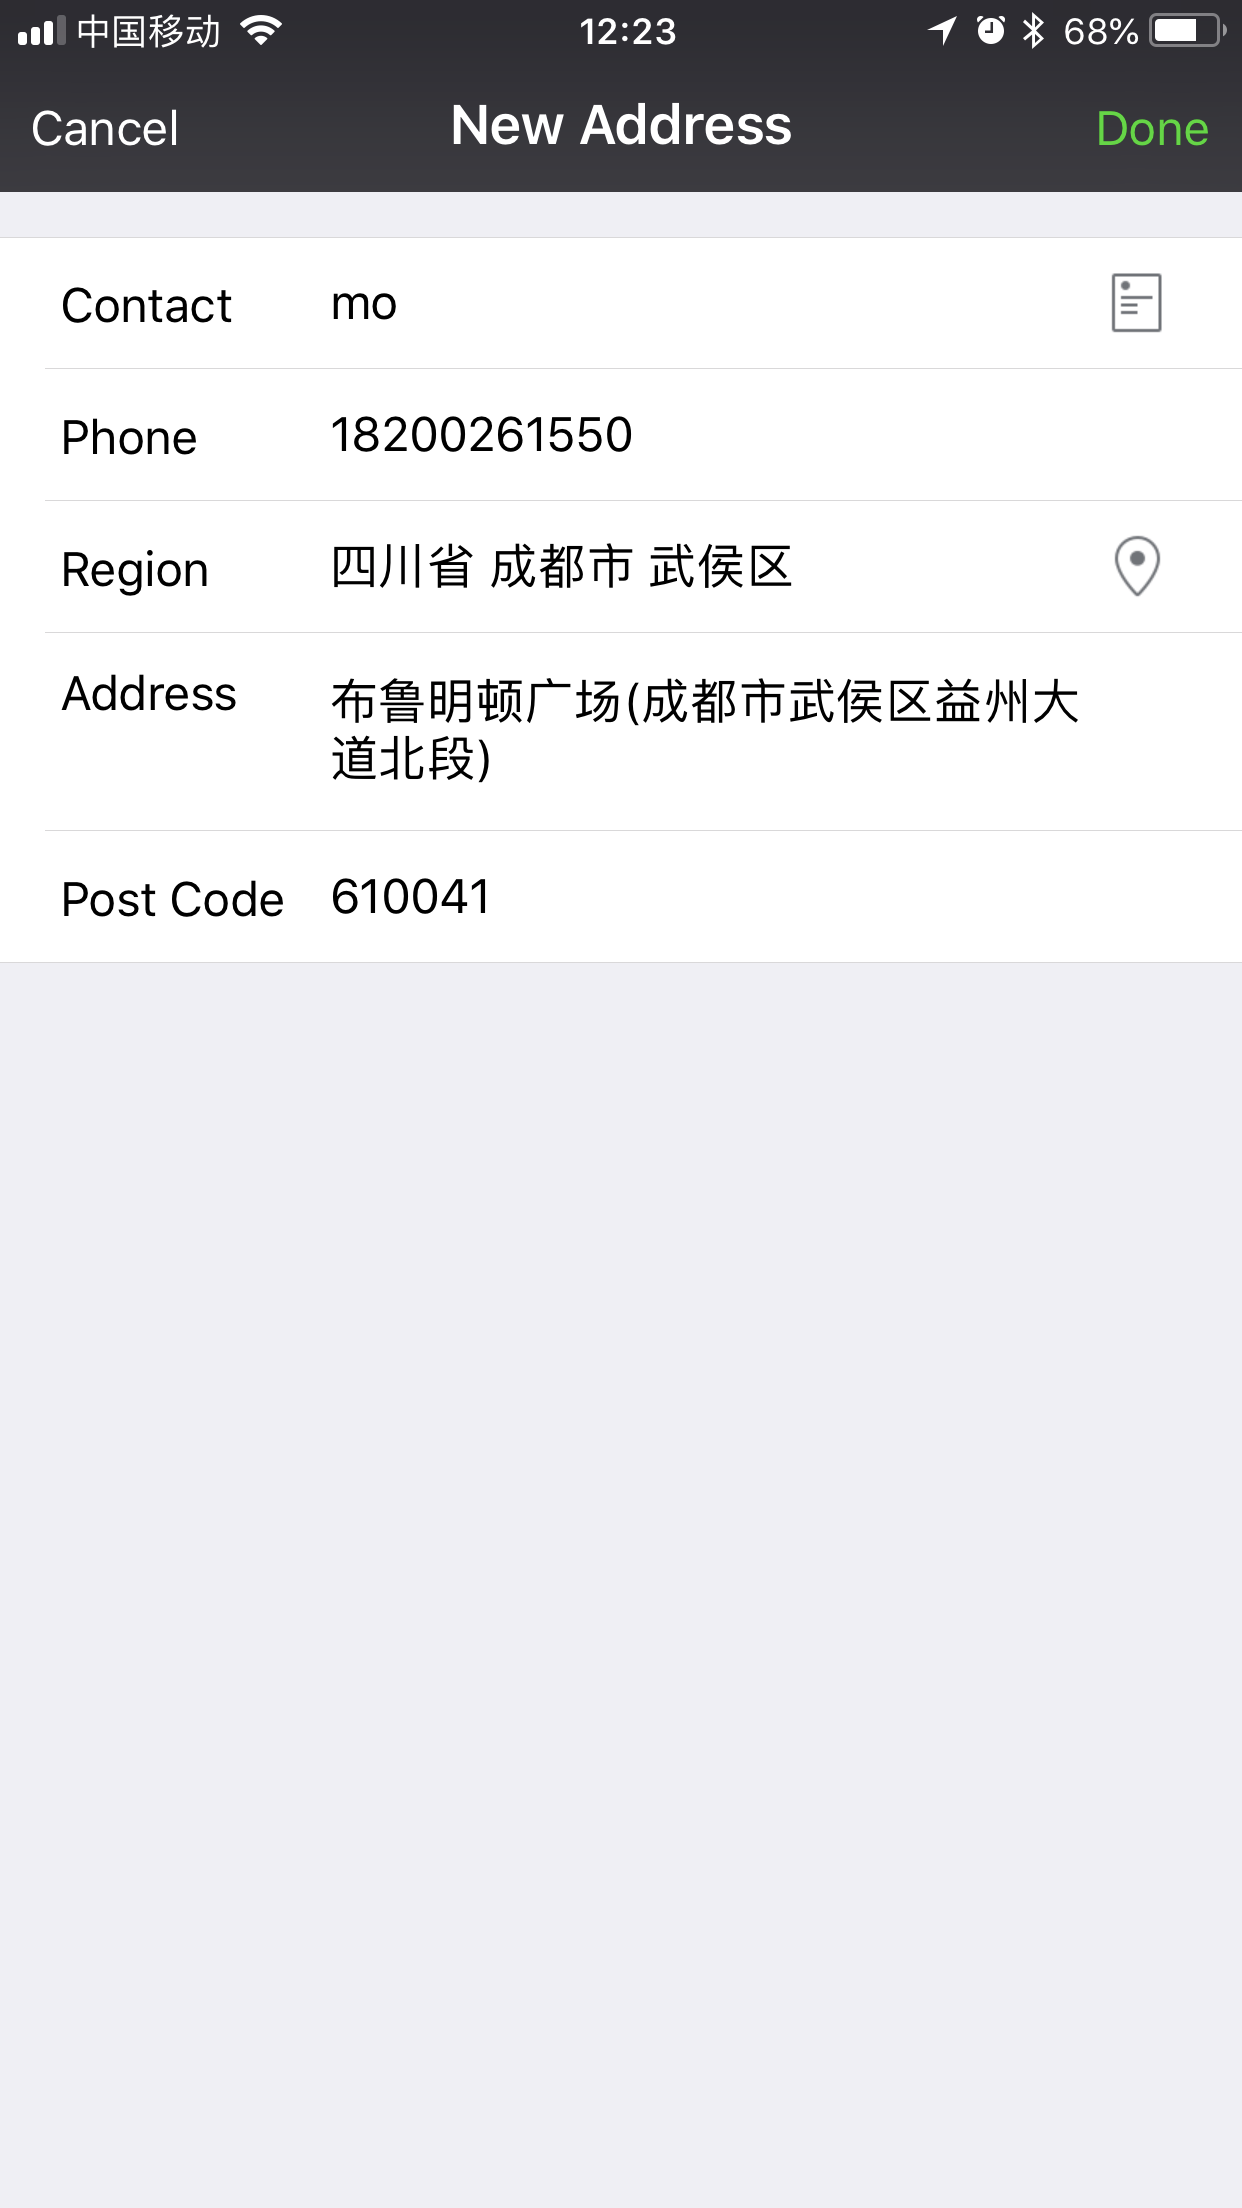 中国移动 12:23 68%
Cancel New Address Done
Contact mo
Phone 18200261550
Region 四川省 成都市 武侯区
Address 布鲁明顿广场(成都市武侯区益州大
道北段)
Post Code 610041